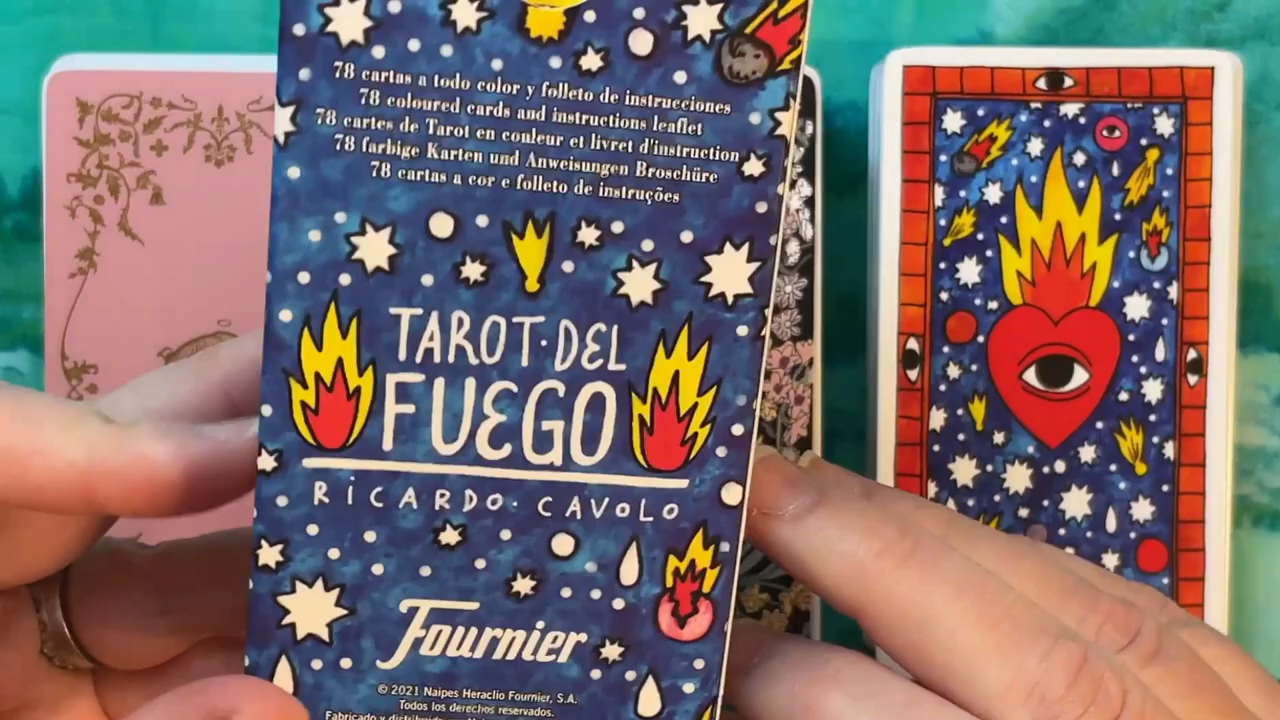 78 cartas a todo color y folleto de instrucciones
78 coloured cards and instructions leaflet
78 cartes de Tarot en couleur et livret d'instruction
78 farbige Karten und Anweisungen Broschüre
78 cartas a cor e folleto de instruções
TAROT·DEL
FUEGO
RICARDO·CAVOLO
Fournier
© 2021 Naipes Heraclio Fournier, S.A.
Todos los derechos reservados.
Fabricado y